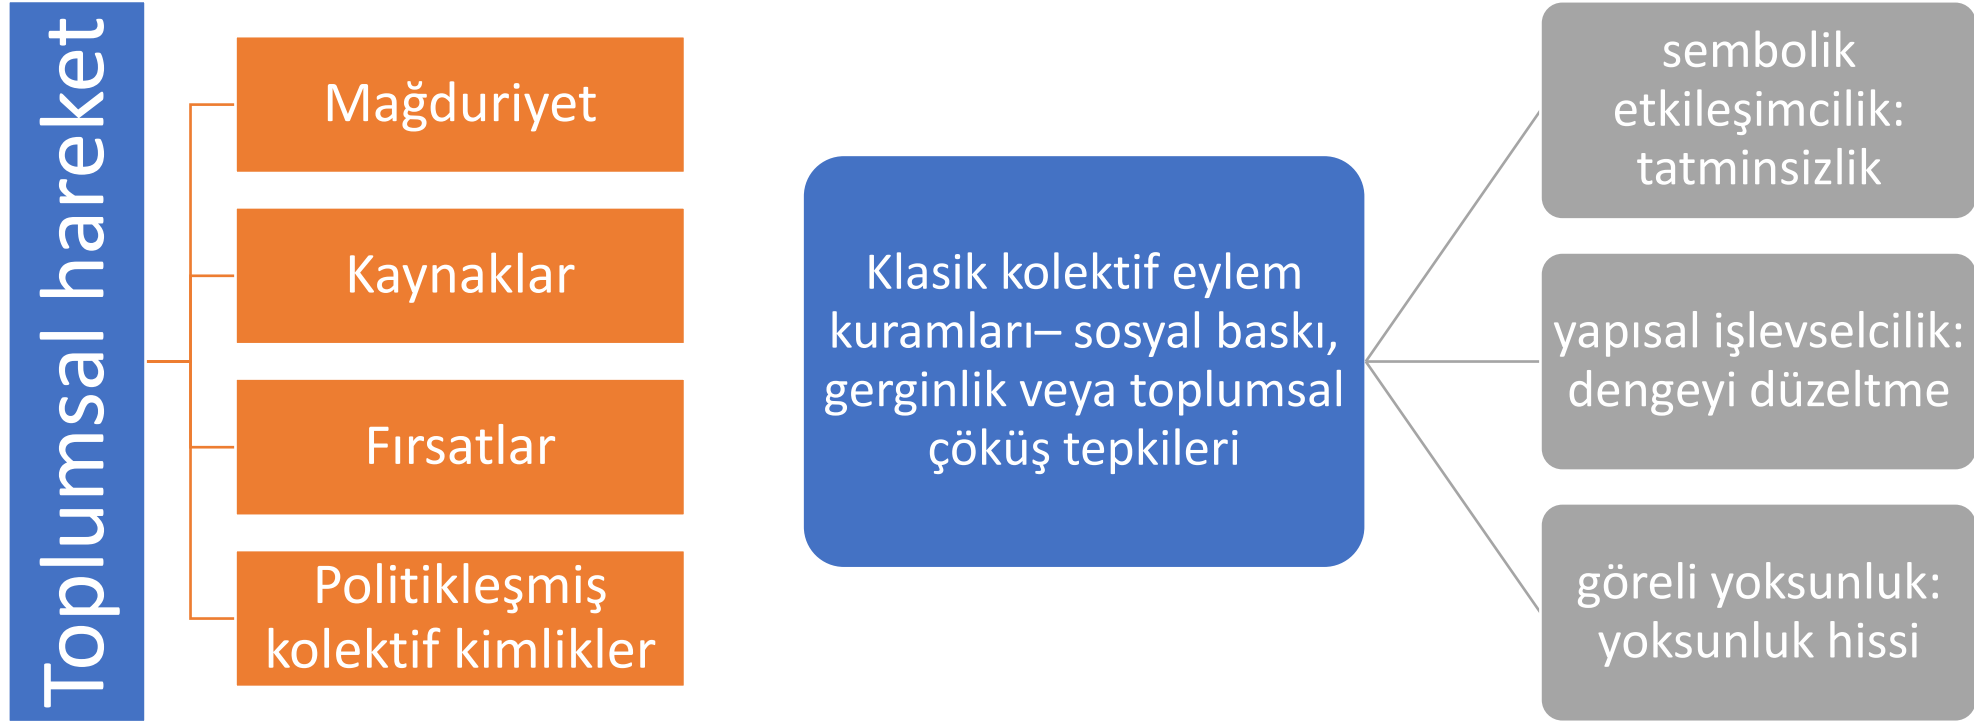 Toplumsal hareket
Mağduriyet
Kaynaklar
Fırsatlar
Politikleşmiş
kolektif kimlikler
Klasik kolektif eylem
kuramları– sosyal baskı,
gerginlik veya toplumsal
çöküş tepkileri
sembolik
etkileşimcilik:
tatminsizlik
yapısal işlevselcilik:
dengeyi düzeltme
göreli yoksunluk:
yoksunluk hissi